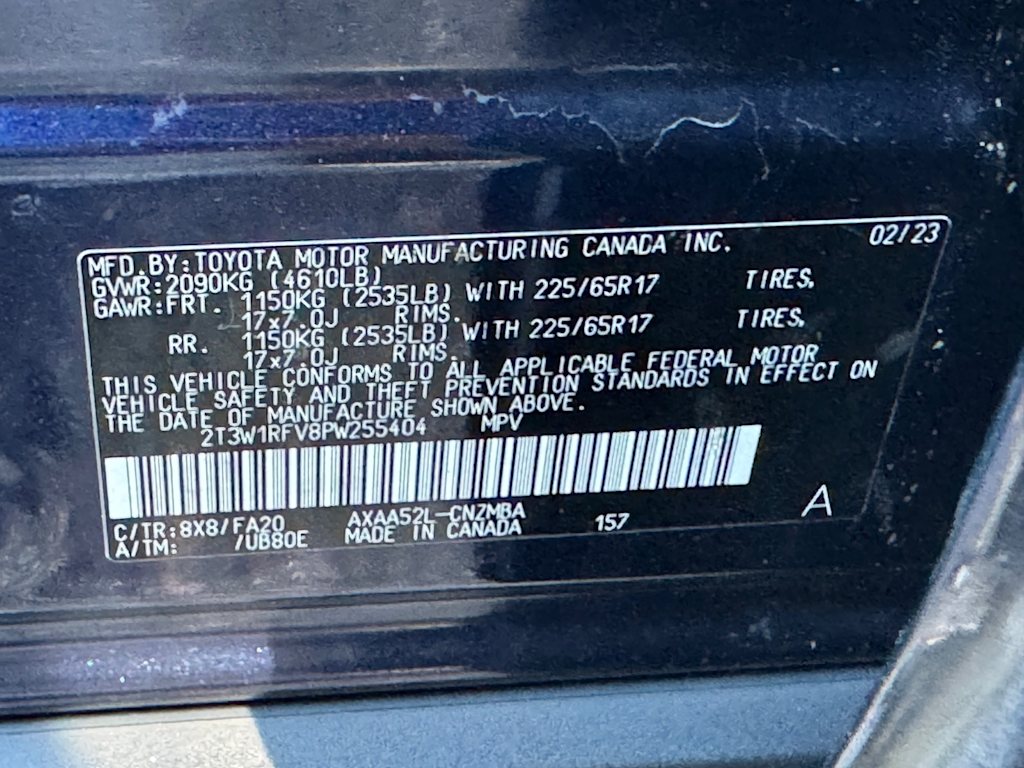 MFD.BY:TOYOTA MOTOR MANUFACTURING CANADA INC. 02/23
GVWR:2090KG (4610LB)
GAWR:FRT. 1150KG (2535LB) WITH 225/65R17 TIRES,
17x7.0J RIMS.
RR. 1150KG (2535LB) WITH 225/65R17 TIRES,
17x7.0J RIMS.
THIS VEHICLE CONFORMS TO ALL APPLICABLE FEDERAL MOTOR
VEHICLE SAFETY AND THEFT PREVENTION STANDARDS IN EFFECT ON
THE DATE OF MANUFACTURE SHOWN ABOVE.
2T3W1RFV8PW255404 MPV
C/TR:8X8/FA20 AXAA52L-CNZMBA 157 A
A/TM: /UB80E MADE IN CANADA